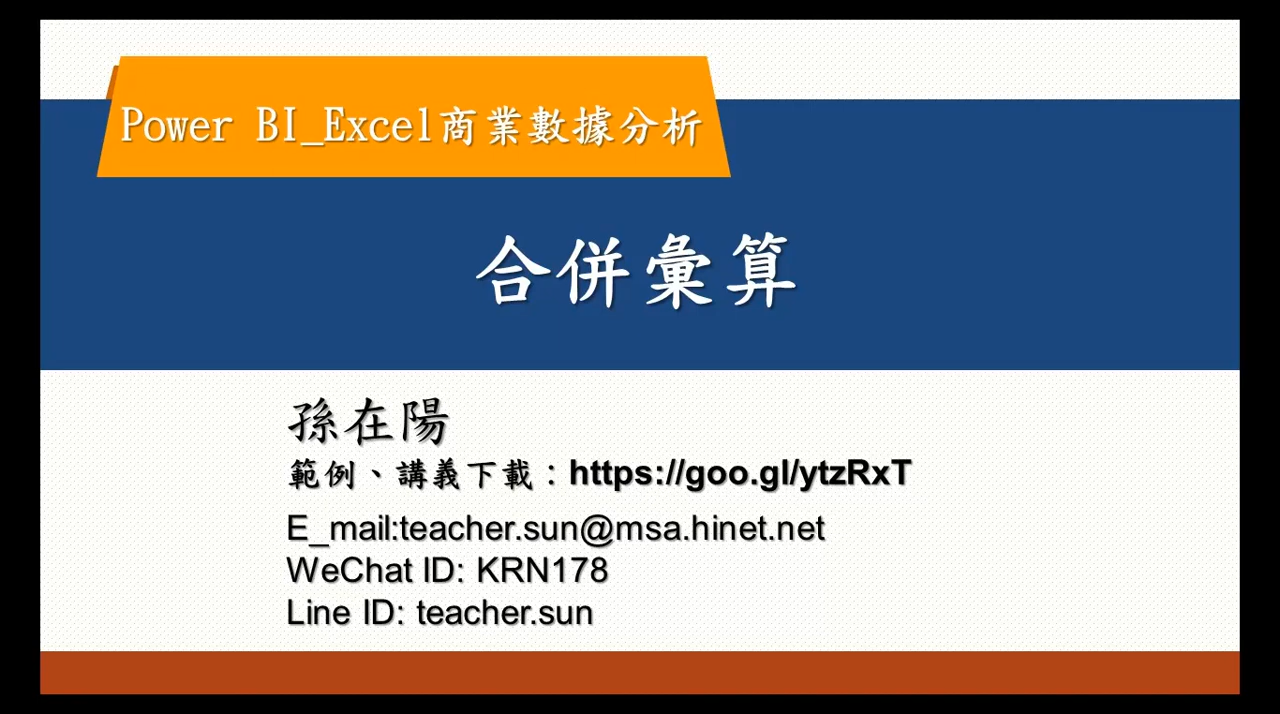 Power BI_Excel商業數據分析
合併彙算
孫在陽
範例、講義下載：https://goo.gl/ytzRxT
E_mail:teacher.sun@msa.hinet.net
WeChat ID: KRN178
Line ID: teacher.sun